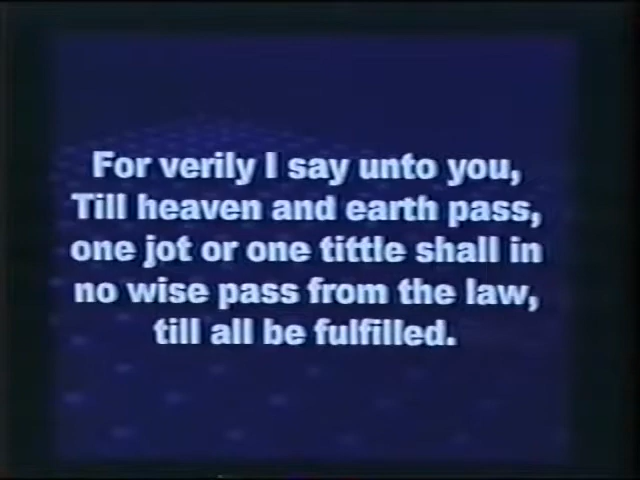 For verily I say unto you,
Till heaven and earth pass,
one jot or one tittle shall in
no wise pass from the law,
till all be fulfilled.